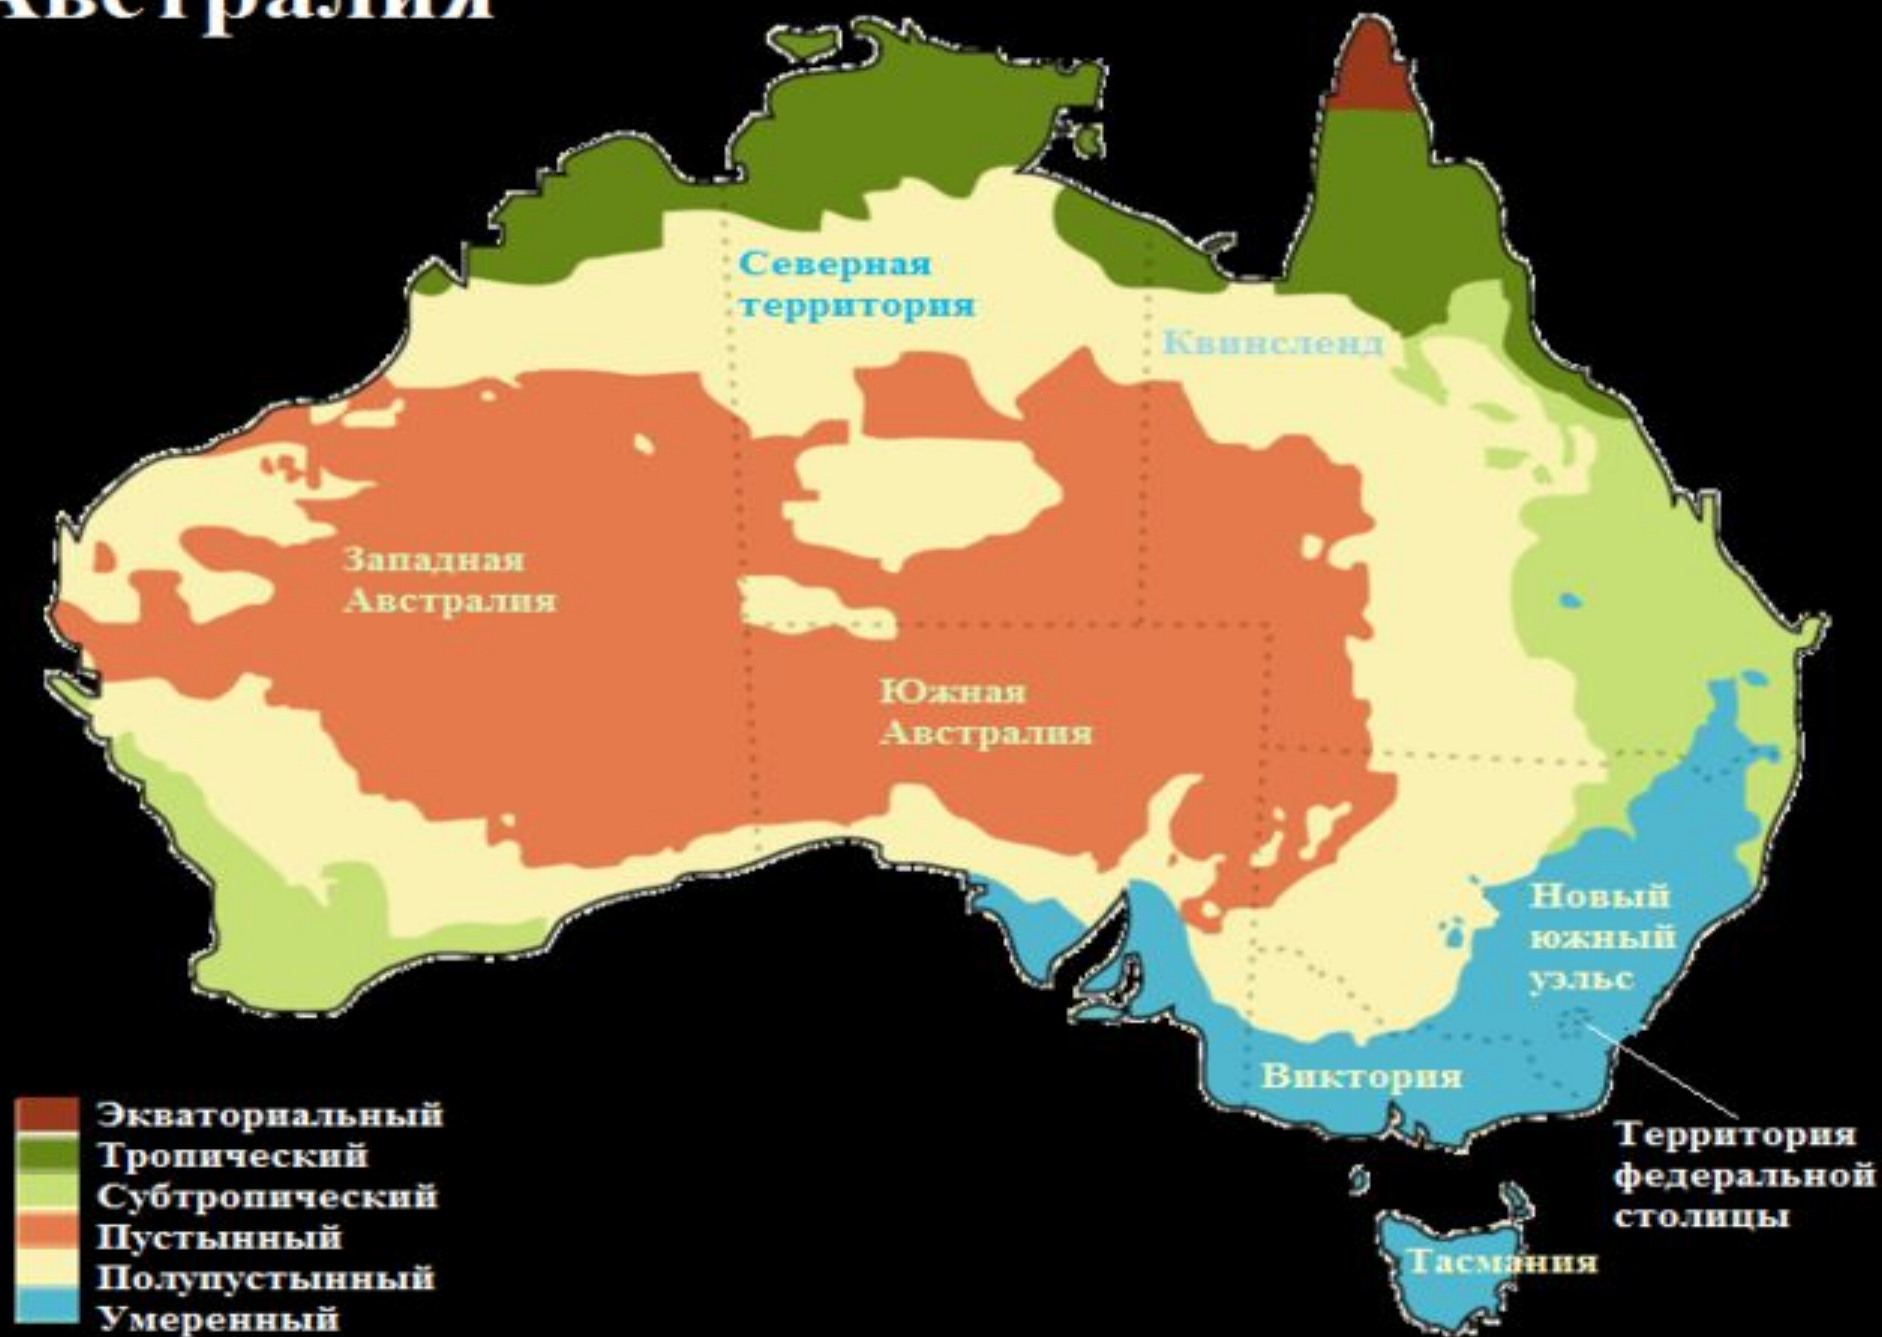 Австралия
Северная
территория
Квинсленд
Западная
Австралия
Южная
Австралия
Новый
южный
уэльс
Виктория
Территория
федеральной
столицы
Тасмания
Экваториальный
Тропический
Субтропический
Пустынный
Полупустынный
Умеренный